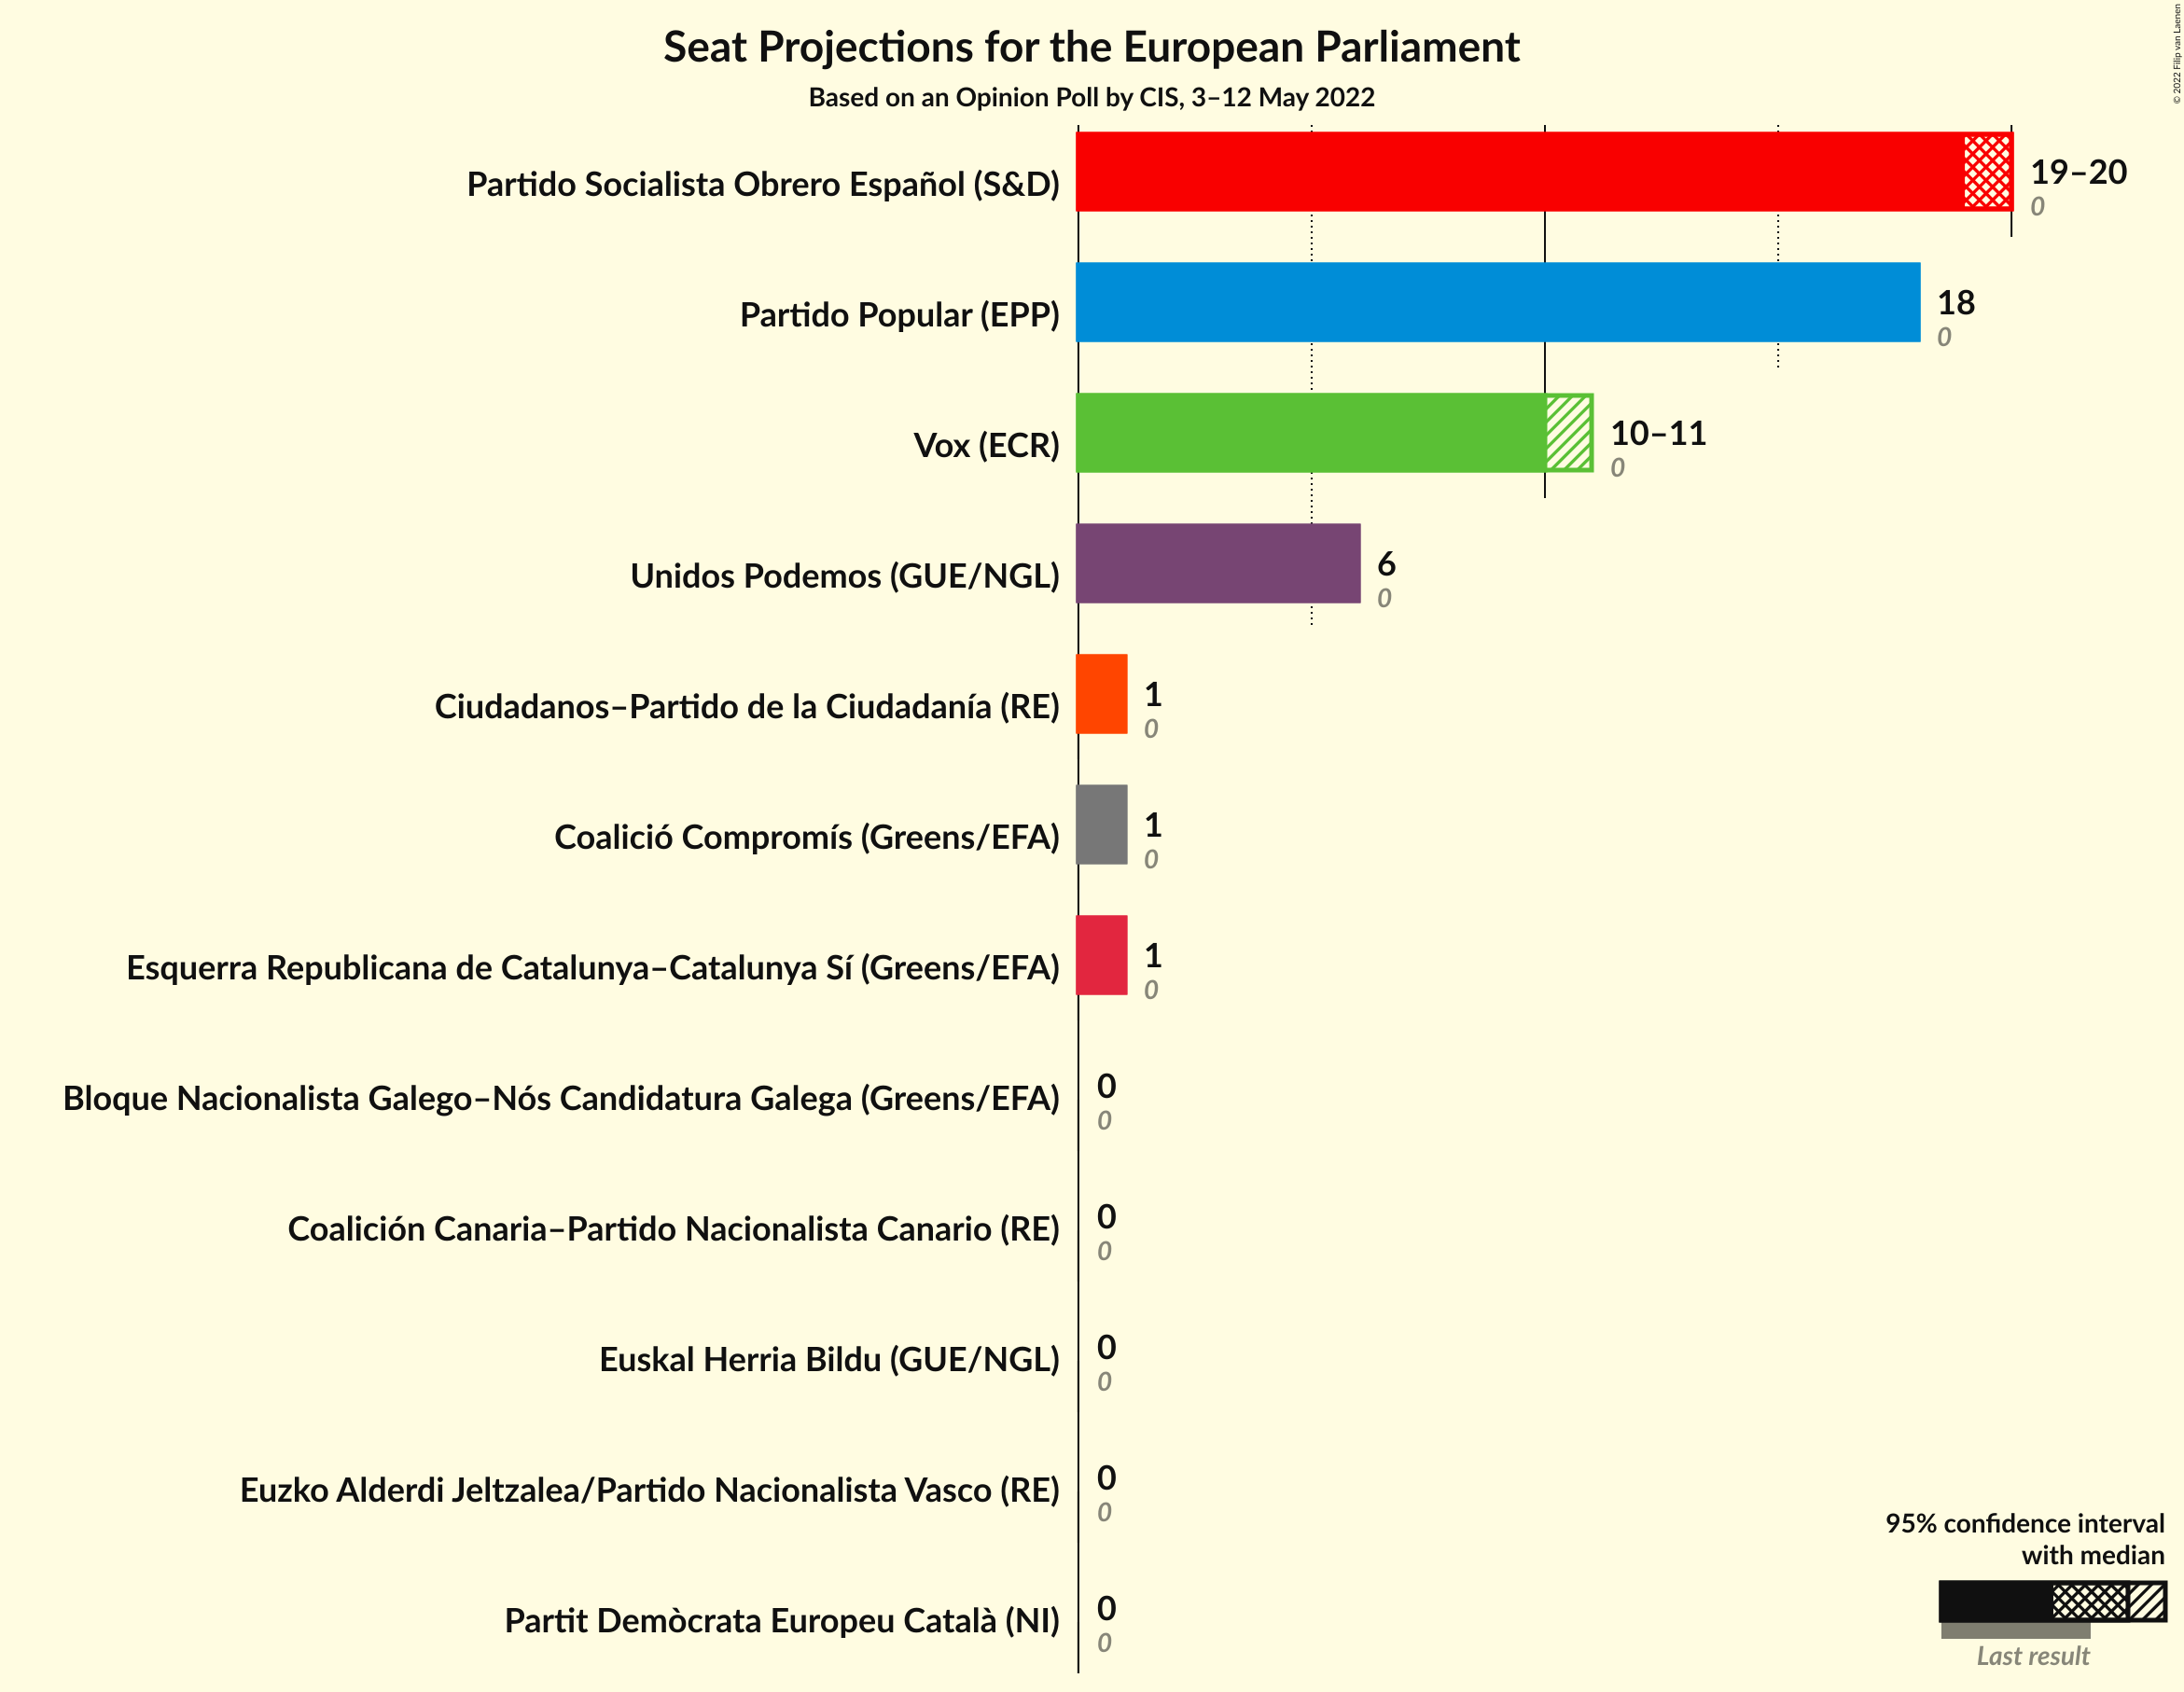 Seat Projections for the European Parliament
Based on an Opinion Poll by CIS, 3–12 May 2022
© 2022 Filip van Laenen
Partido Socialista Obrero Español (S&D)
19–20
0
Partido Popular (EPP)
18
0
Vox (ECR)
10–11
0
Unidos Podemos (GUE/NGL)
6
0
Ciudadanos–Partido de la Ciudadanía (RE)
1
0
Coalició Compromís (Greens/EFA)
1
0
Esquerra Republicana de Catalunya–Catalunya Sí (Greens/EFA)
1
0
Bloque Nacionalista Galego–Nós Candidatura Galega (Greens/EFA)
0
0
Coalición Canaria–Partido Nacionalista Canario (RE)
0
0
Euskal Herria Bildu (GUE/NGL)
0
0
Euzko Alderdi Jeltzalea/Partido Nacionalista Vasco (RE)
0
0
Partit Demòcrata Europeu Català (NI)
0
0
95% confidence interval
with median
Last result